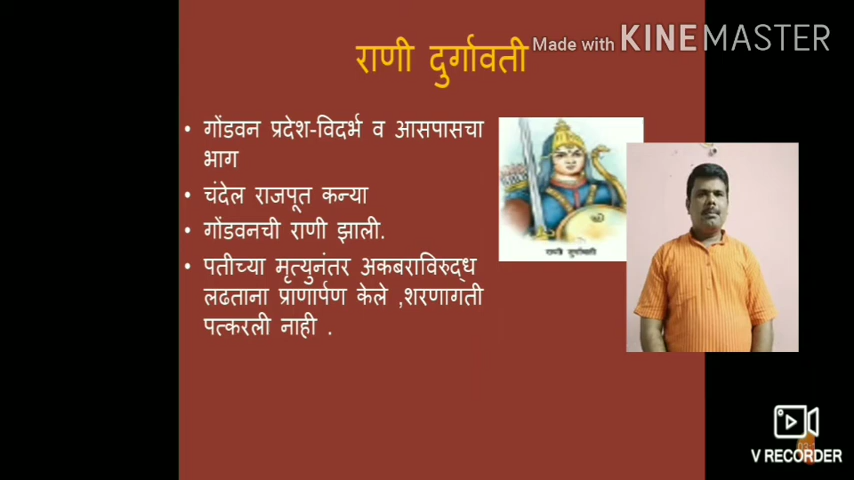 राणी दुर्गावती
Made with KINEMASTER
• गोंडवन प्रदेश-विदर्भ व आसपासचा
भाग
• चंदेल राजपूत कन्या
• गोंडवनची राणी झाली.
• पतीच्या मृत्युनंतर अकबराविरुद्ध
लढताना प्राणार्पण केले ,शरणागती
पत्करली नाही .
राणी दुर्गावती
V RECORDER